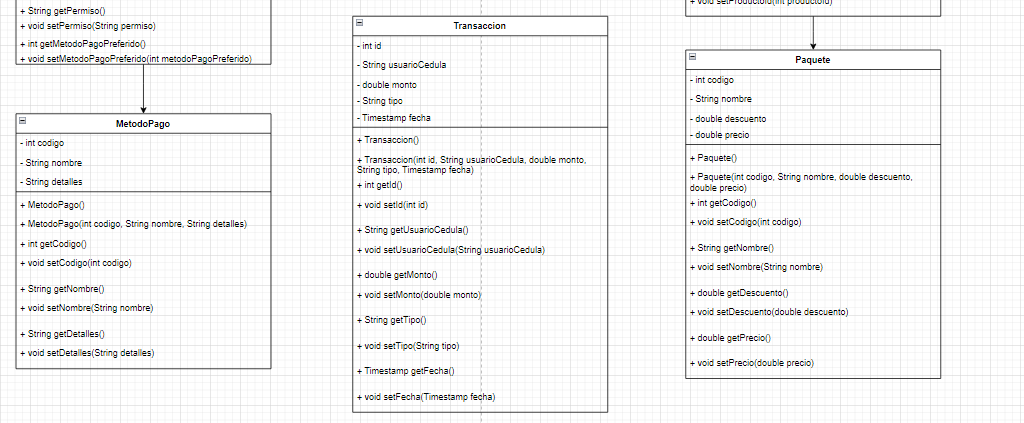 + String getPermiso()
+ void setPermiso(String permiso)
+ int getMetodoPagoPreferido()
+ void setMetodoPagoPreferido(int metodoPagoPreferido)
MetodoPago
- int codigo
- String nombre
- String detalles
+ MetodoPago()
+ MetodoPago(int codigo, String nombre, String detalles)
+ int getCodigo()
+ void setCodigo(int codigo)
+ String getNombre()
+ void setNombre(String nombre)
+ String getDetalles()
+ void setDetalles(String detalles)
Transaccion
- int id
- String usuarioCedula
- double monto
- String tipo
- Timestamp fecha
+ Transaccion()
+ Transaccion(int id, String usuarioCedula, double monto,
String tipo, Timestamp fecha)
+ int getId()
+ void setId(int id)
+ String getUsuarioCedula()
+ void setUsuarioCedula(String usuarioCedula)
+ double getMonto()
+ void setMonto(double monto)
+ String getTipo()
+ void setTipo(String tipo)
+ Timestamp getFecha()
+ void setFecha(Timestamp fecha)
+ void setProductoId(int productoId)
Paquete
- int codigo
- String nombre
- double descuento
- double precio
+ Paquete()
+ Paquete(int codigo, String nombre, double descuento,
double precio)
+ int getCodigo()
+ void setCodigo(int codigo)
+ String getNombre()
+ void setNombre(String nombre)
+ double getDescuento()
+ void setDescuento(double descuento)
+ double getPrecio()
+ void setPrecio(double precio)